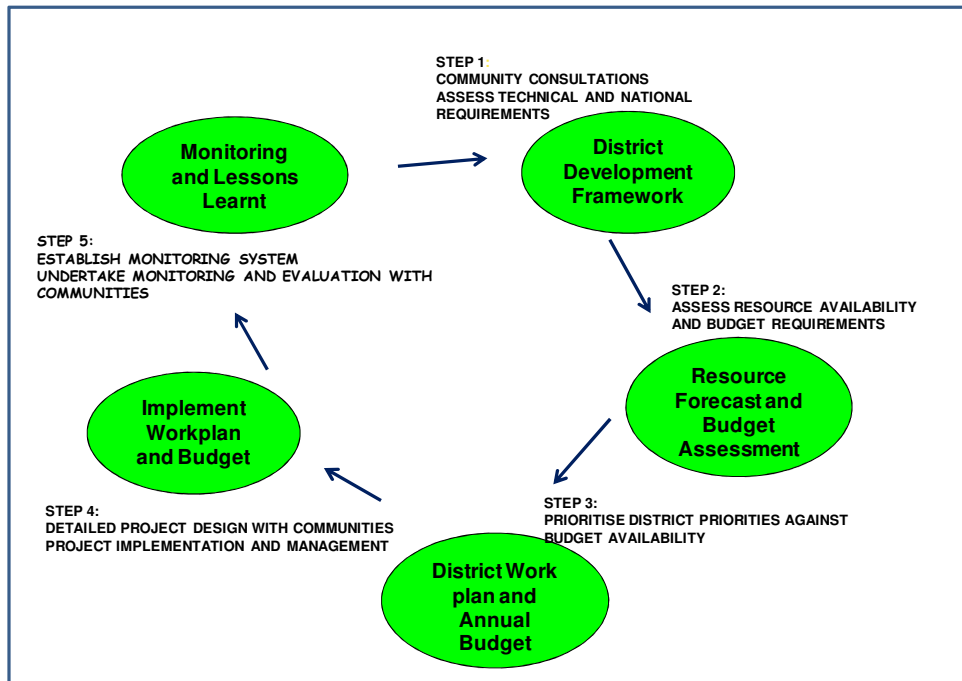 STEP 1:
COMMUNITY CONSULTATIONS
ASSESS TECHNICAL AND NATIONAL
REQUIREMENTS
District
Development
Framework
STEP 2:
ASSESS RESOURCE AVAILABILITY
AND BUDGET REQUIREMENTS
Resource
Forecast and
Budget
Assessment
STEP 3:
PRIORITISE DISTRICT PRIORITIES AGAINST
BUDGET AVAILABILITY
District Work
plan and
Annual
Budget
STEP 4:
DETAILED PROJECT DESIGN WITH COMMUNITIES
PROJECT IMPLEMENTATION AND MANAGEMENT
Implement
Workplan
and Budget
STEP 5:
ESTABLISH MONITORING SYSTEM
UNDERTAKE MONITORING AND EVALUATION WITH
COMMUNITIES
Monitoring
and Lessons
Learnt